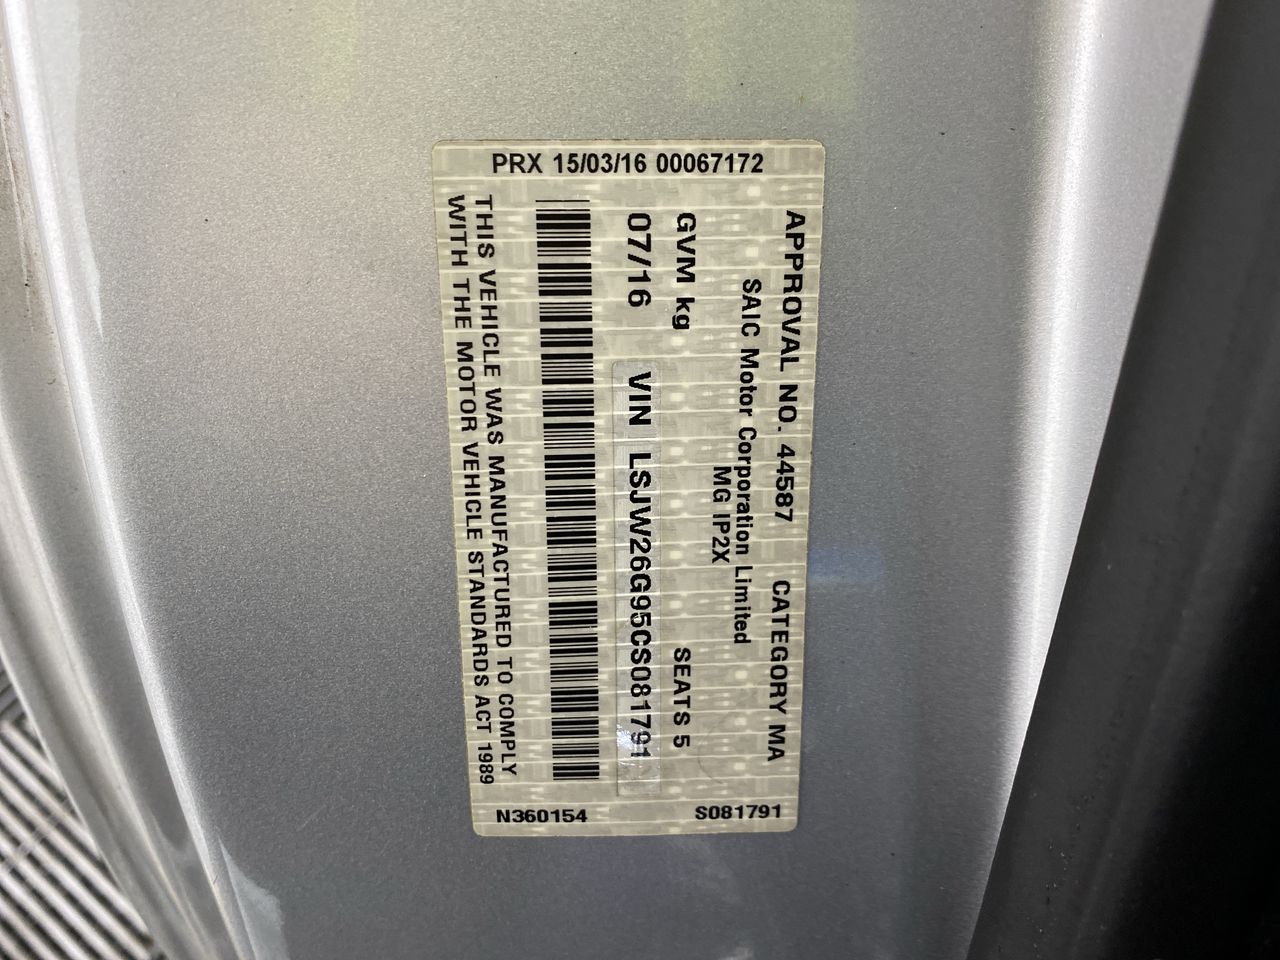 PRX 15/03/16 00067172
APPROVAL NO. 44587 CATEGORY MA
SAIC Motor Corporation Limited
MG IP2X
GVM kg SEATS 5
07/16 VIN LSJW26G95CS081791
THIS VEHICLE WAS MANUFACTURED TO COMPLY
WITH THE MOTOR VEHICLE STANDARDS ACT 1989
N360154 S081791